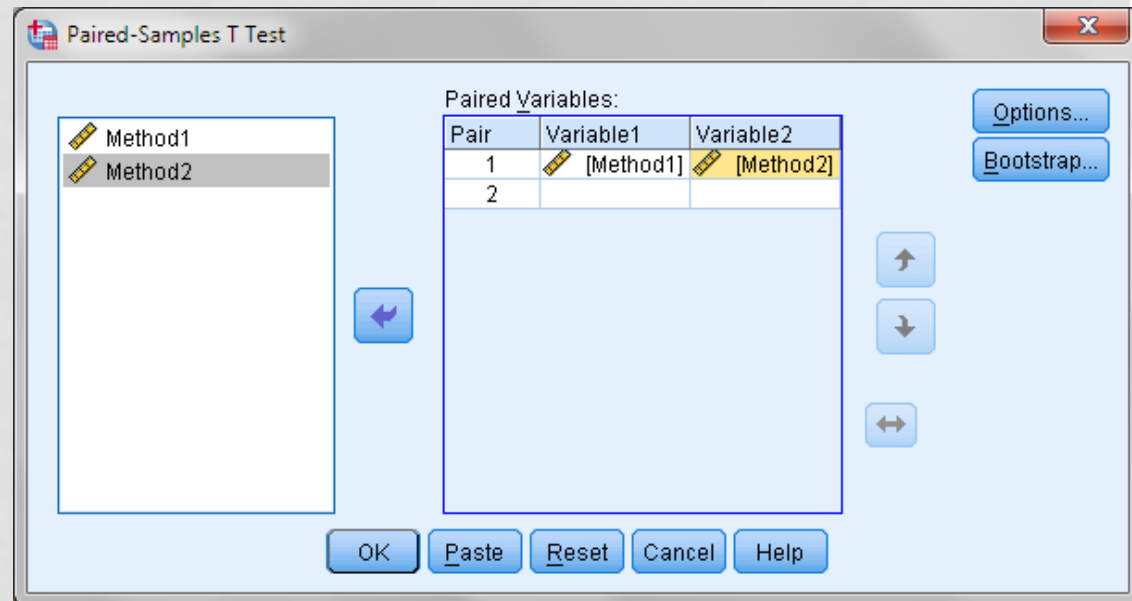 Paired-Samples T Test
Paired Variables:
Method1
Method2
Pair Variable1 Variable2
1 [Method1] [Method2]
2
Options...
Bootstrap...
OK Paste Reset Cancel Help